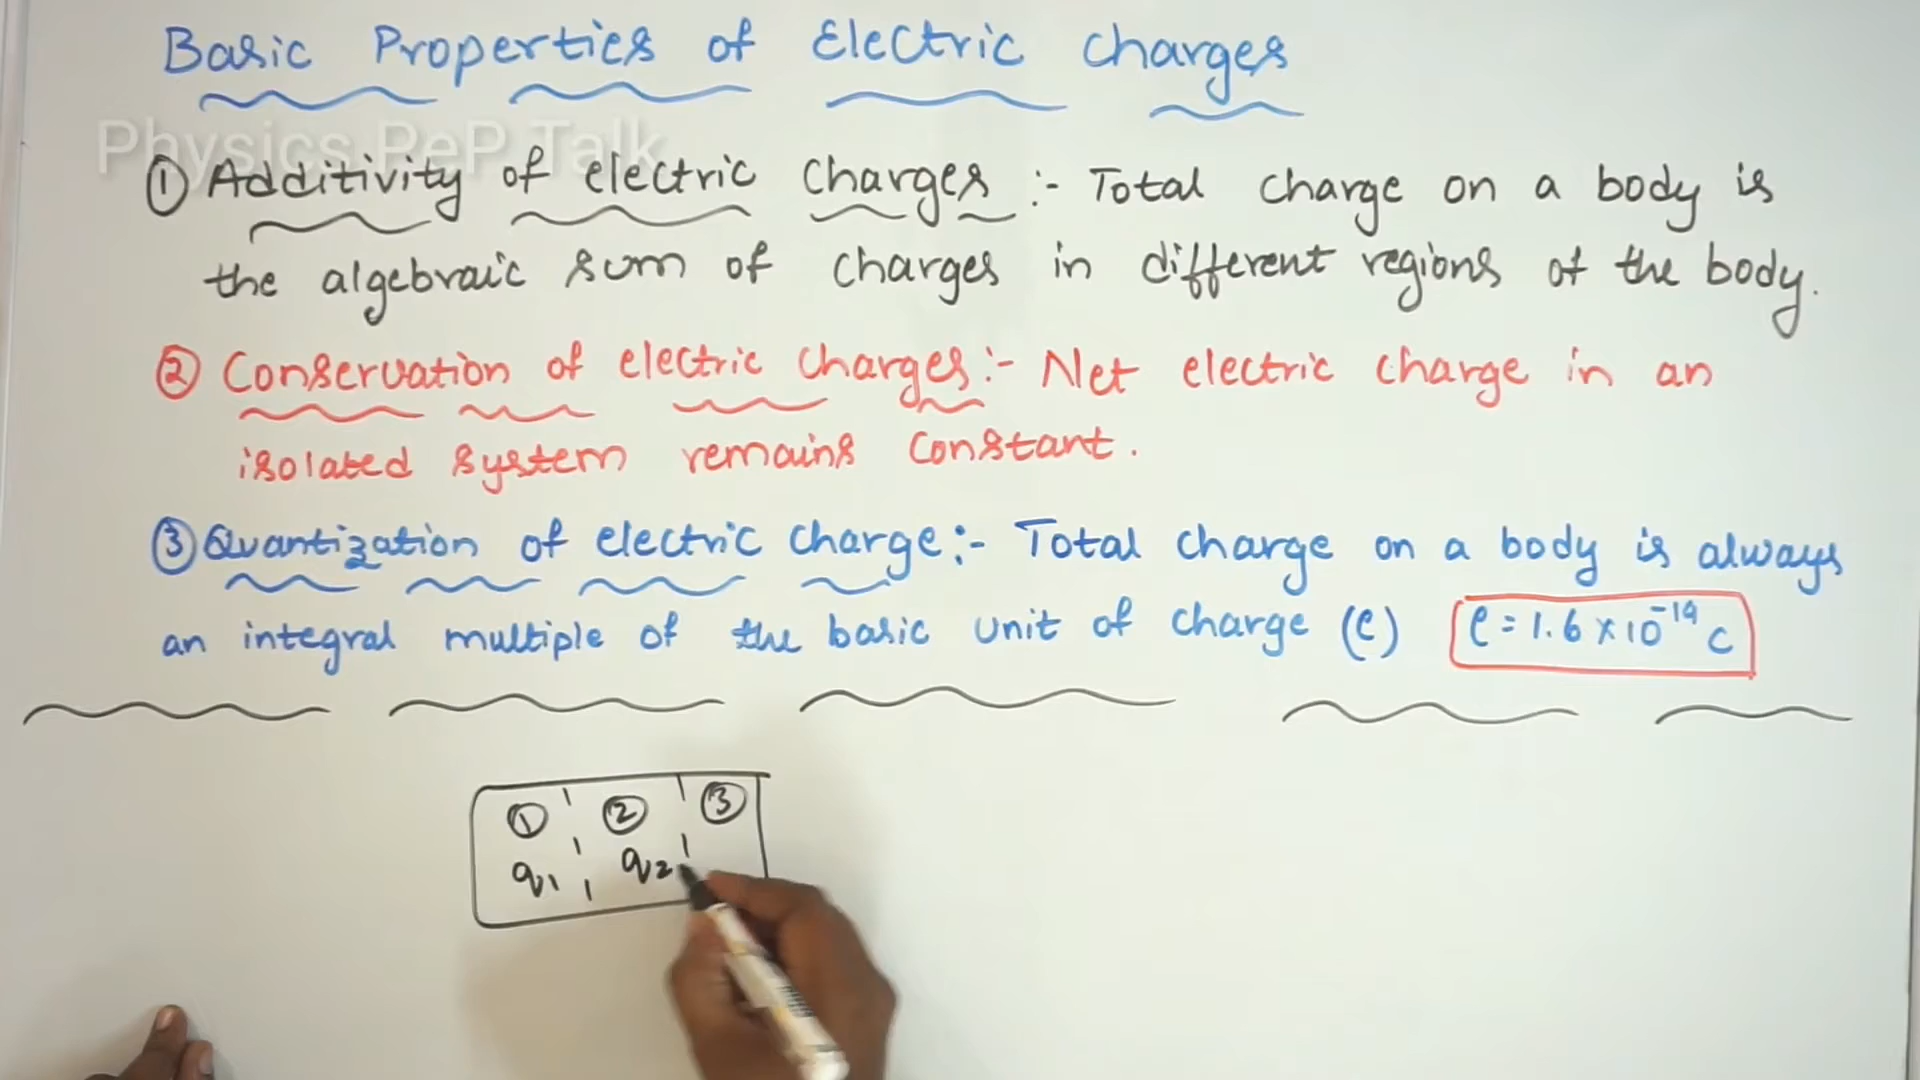 Basic Properties of Electric Charges
Physics PeP Talk
① Additivity of electric charges :- Total charge on a body is
the algebraic sum of charges in different regions of the body.
② Conservation of electric charges :- Net electric charge in an
isolated system remains constant.
③ Quantization of electric charge :- Total charge on a body is always
an integral multiple of the basic unit of charge (e) e = 1.6 × 10⁻¹⁹ C
① ② ③
q₁ q₂